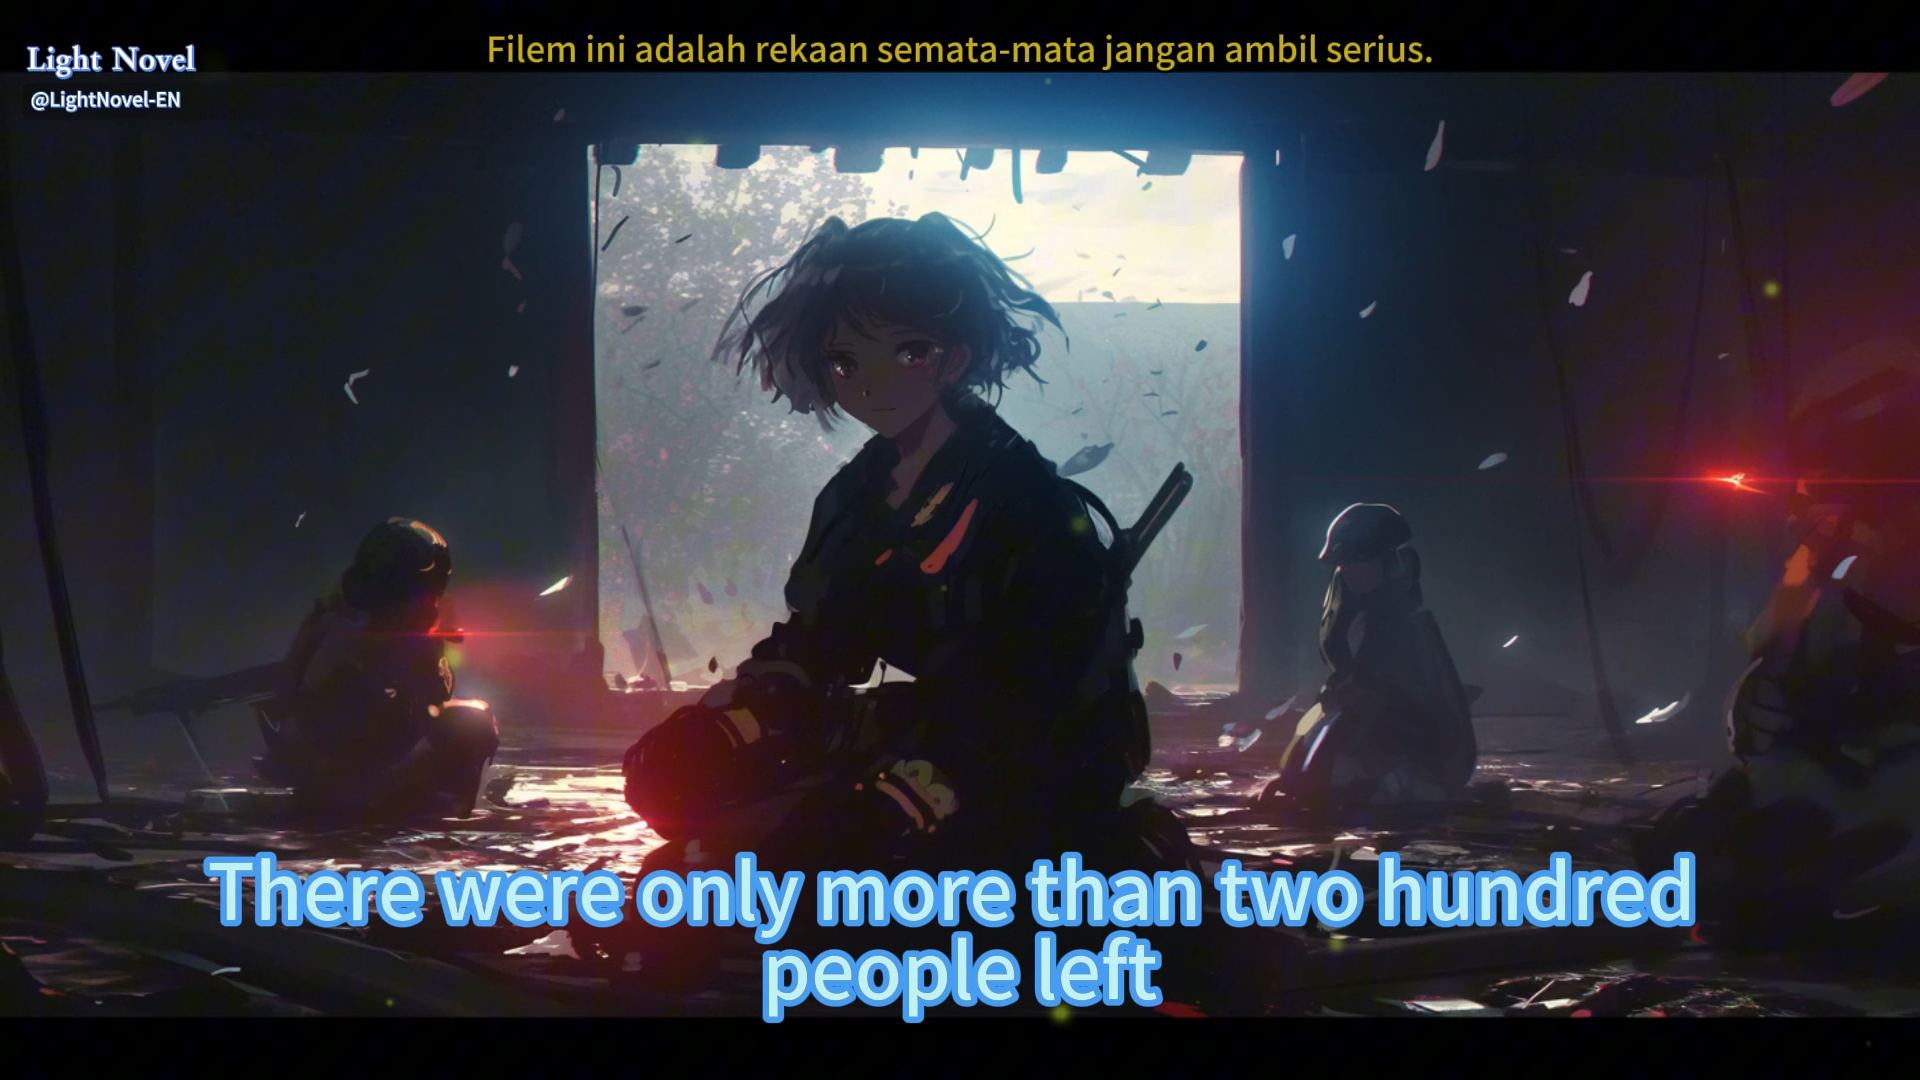 Filem ini adalah rekaan semata-mata jangan ambil serius.
Light Novel
@LightNovel-EN
There were only more than two hundred
people left